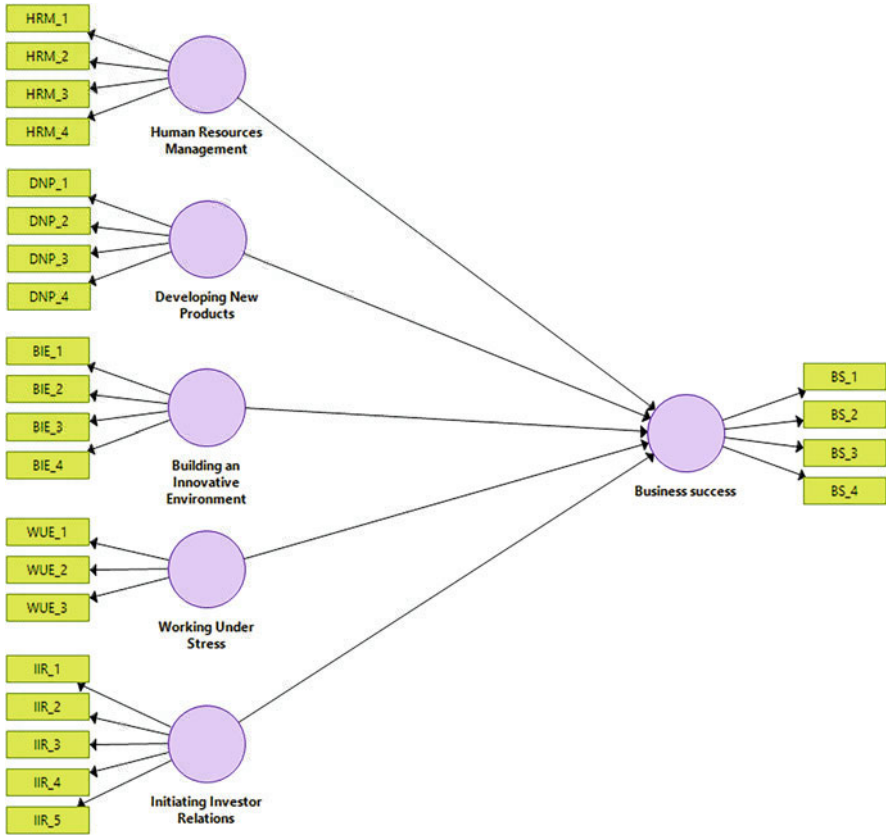 HRM_1
HRM_2
HRM_3
HRM_4
Human Resources
Management
DNP_1
DNP_2
DNP_3
DNP_4
Developing New
Products
BIE_1
BIE_2
BIE_3
BIE_4
Building an
Innovative
Environment
WUE_1
WUE_2
WUE_3
Working Under
Stress
IIR_1
IIR_2
IIR_3
IIR_4
IIR_5
Initiating Investor
Relations
BS_1
BS_2
BS_3
BS_4
Business success